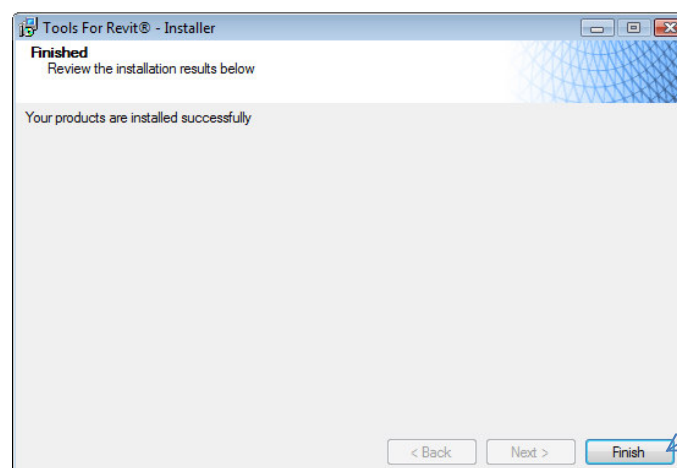 Tools For Revit® - Installer
Finished
Review the installation results below
Your products are installed successfully
< Back
Next >
Finish